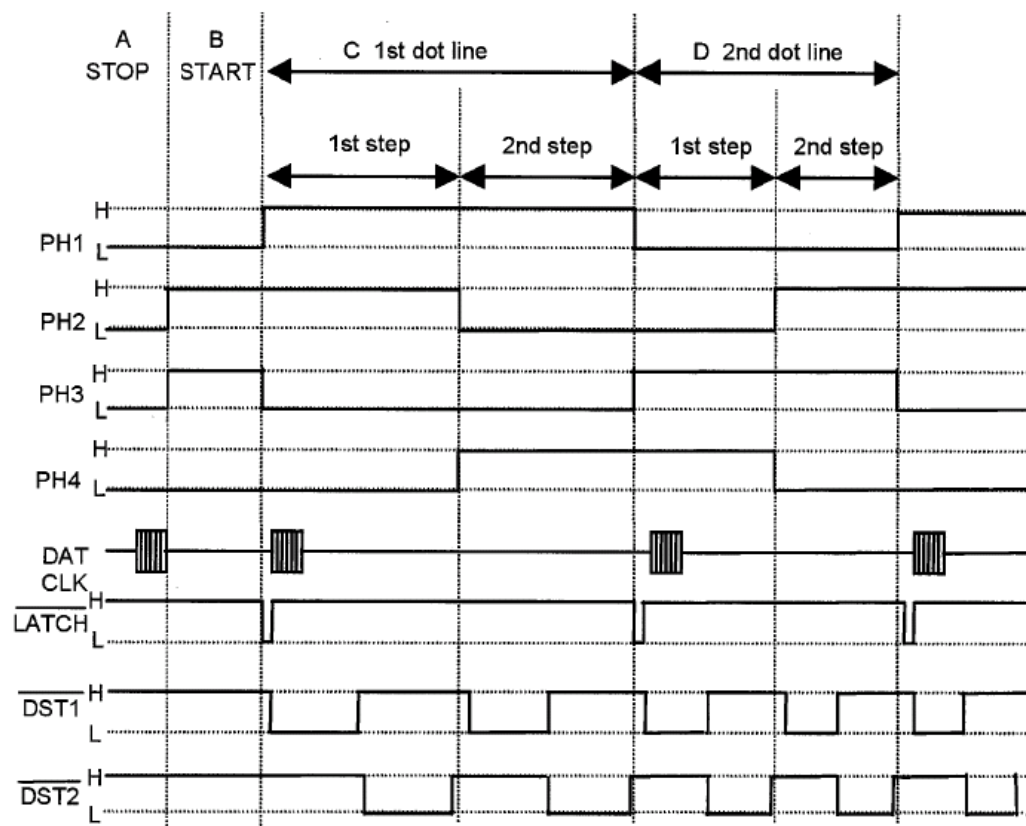 A
STOP
B
START
C 1st dot line
D 2nd dot line
1st step
2nd step
1st step
2nd step
H
PH1
L
H
PH2
L
H
PH3
L
H
PH4
L
DAT
CLK
H
LATCH
L
H
DST1
L
H
DST2
L